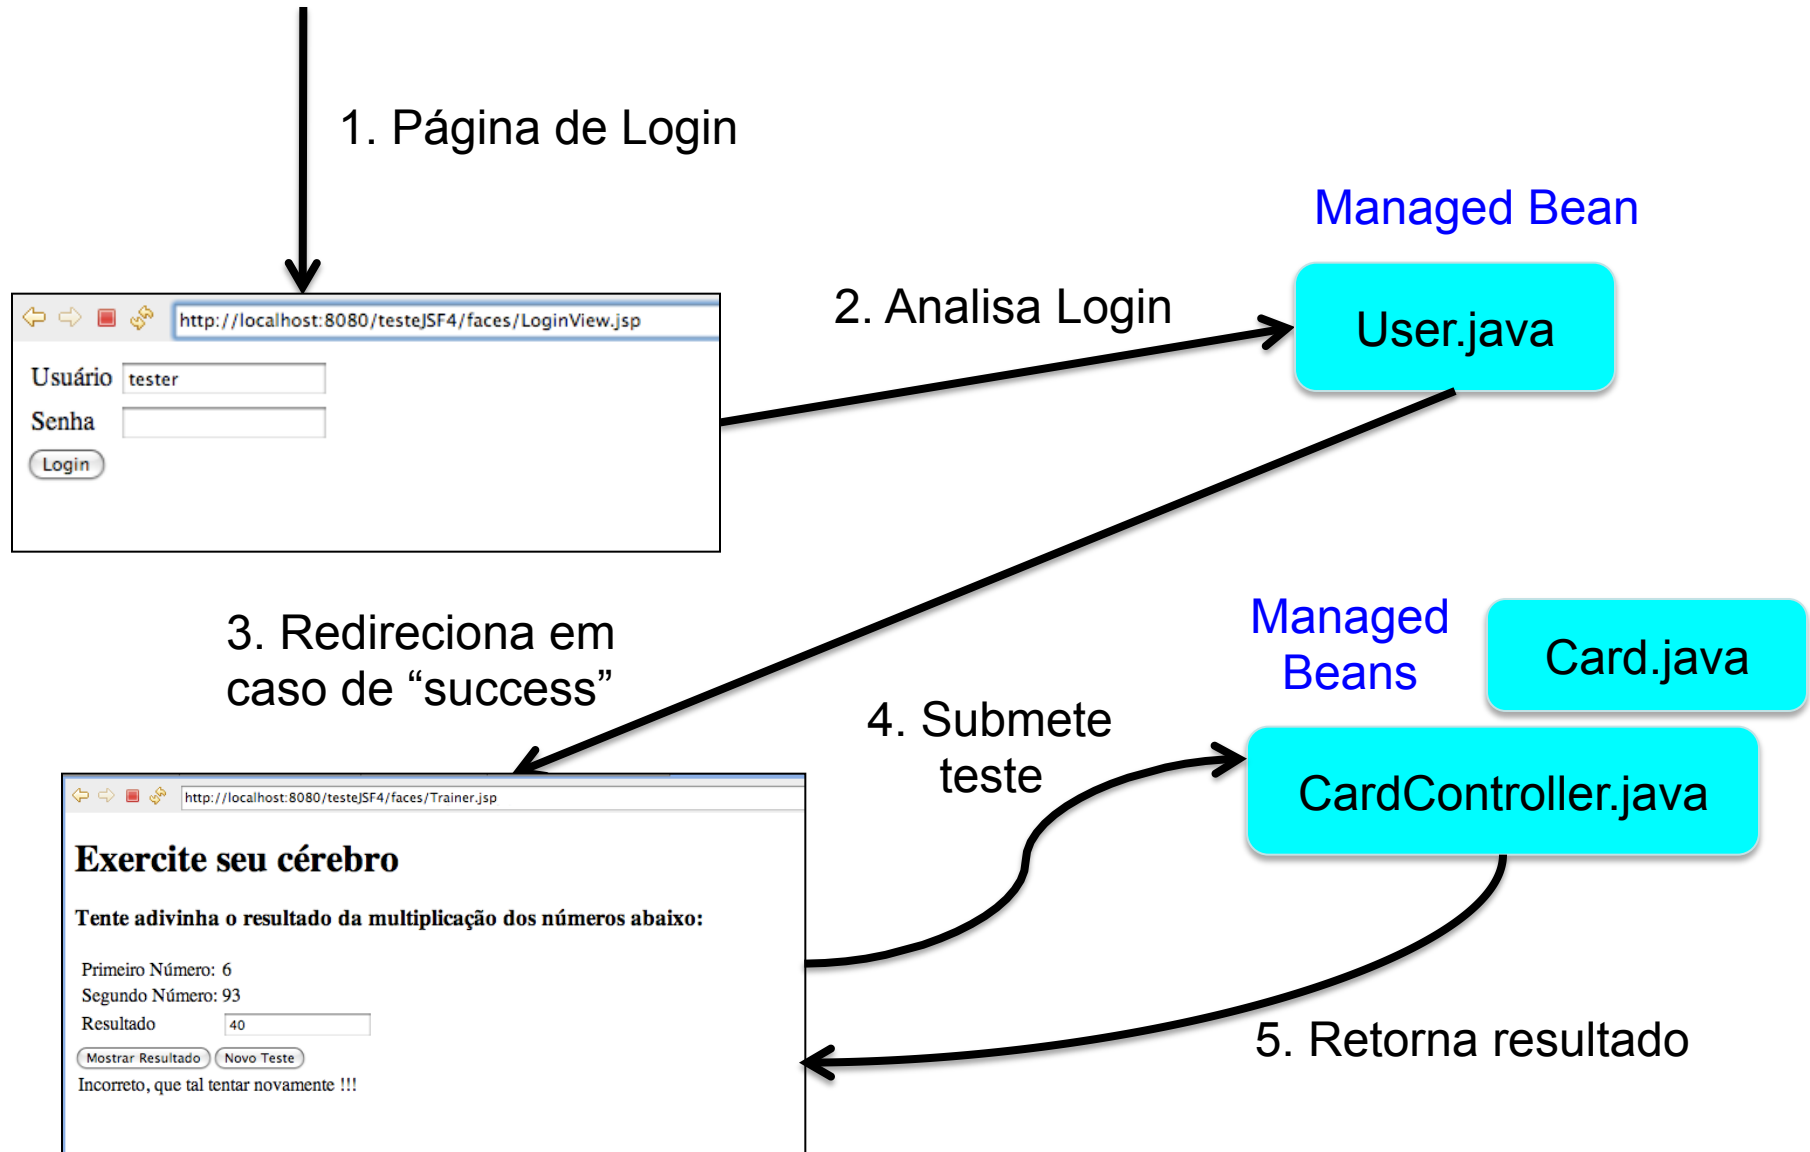 1. Página de Login
Managed Bean
http://localhost:8080/testeJSF4/faces/LoginView.jsp
2. Analisa Login
User.java
Usuário tester
Senha
Login
3. Redireciona em
caso de “success”
Managed
Beans
Card.java
4. Submete
teste
CardController.java
http://localhost:8080/testeJSF4/faces/Trainer.jsp
Exercite seu cérebro
Tente adivinha o resultado da multiplicação dos números abaixo:
Primeiro Número: 6
Segundo Número: 93
Resultado 40
Mostrar Resultado Novo Teste
Incorreto, que tal tentar novamente !!!
5. Retorna resultado